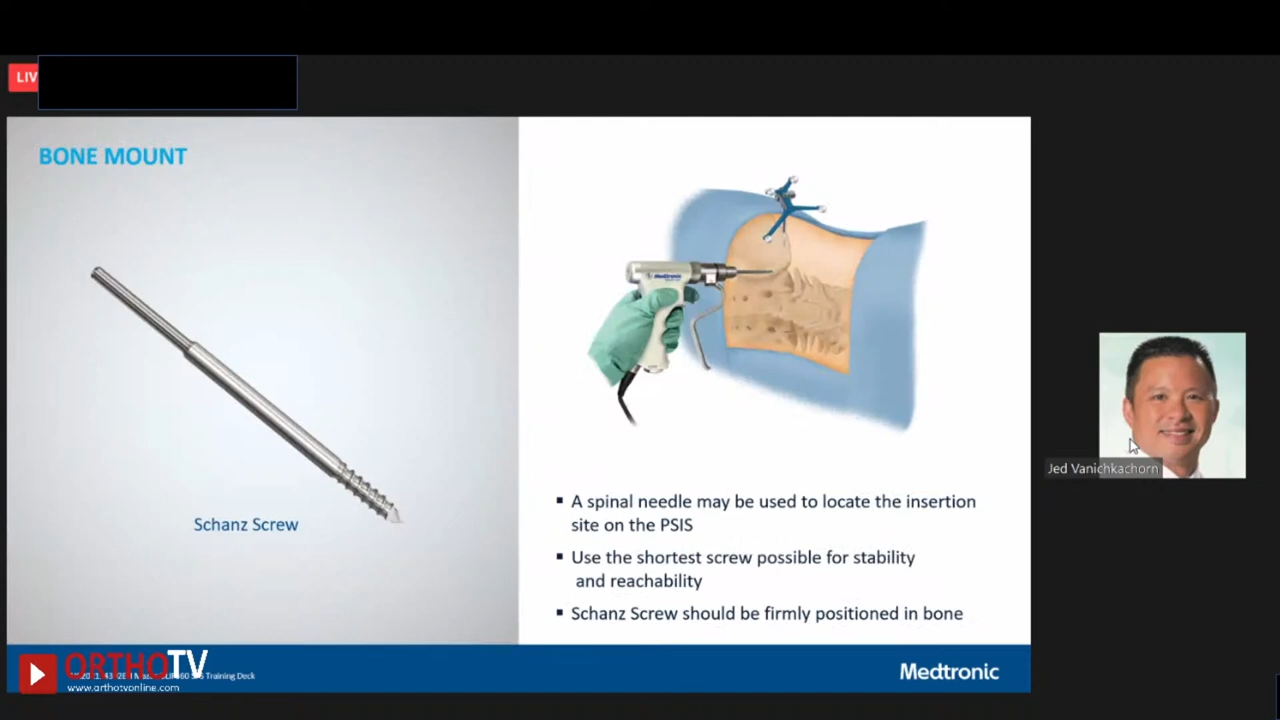 LIV
BONE MOUNT
Medtronic
Schanz Screw
▪ A spinal needle may be used to locate the insertion
site on the PSIS
▪ Use the shortest screw possible for stability
and reachability
▪ Schanz Screw should be firmly positioned in bone
Jed Vanichkachorn
ORTHOTV
Training Deck
www.orthotvonline.com
Medtronic